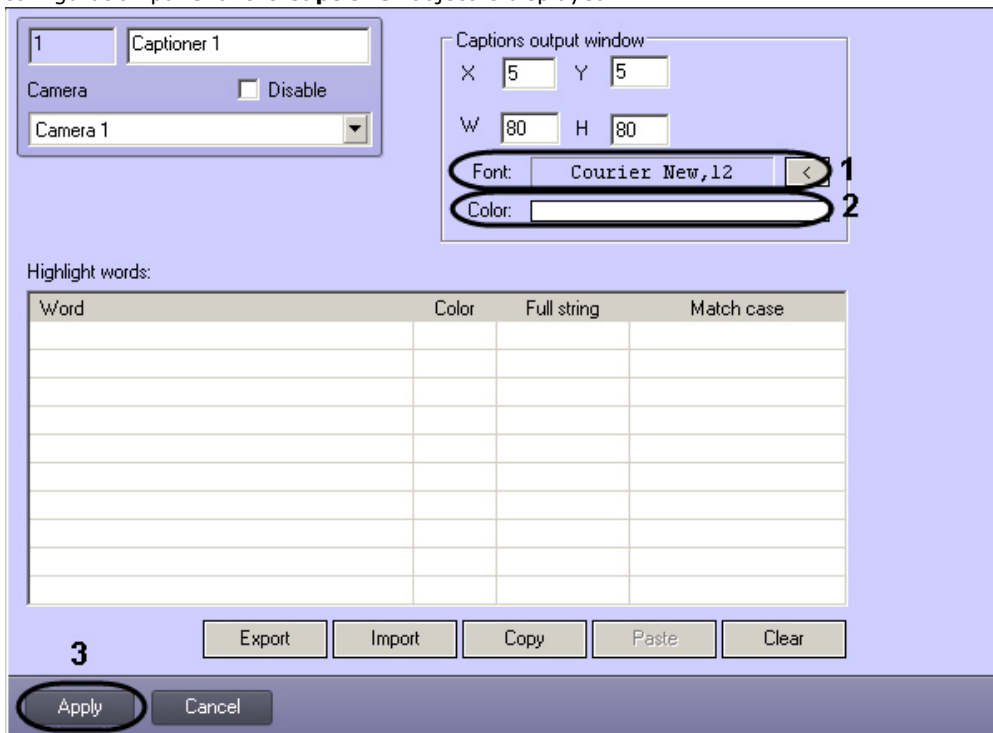 1 Captioner 1
Camera Disable
Camera 1
Captions output window
X 5 Y 5
W 80 H 80
Font: Courier New,12 < 1
Color: 2
Highlight words:
Word Color Full string Match case
Export Import Copy Paste Clear
3
Apply Cancel